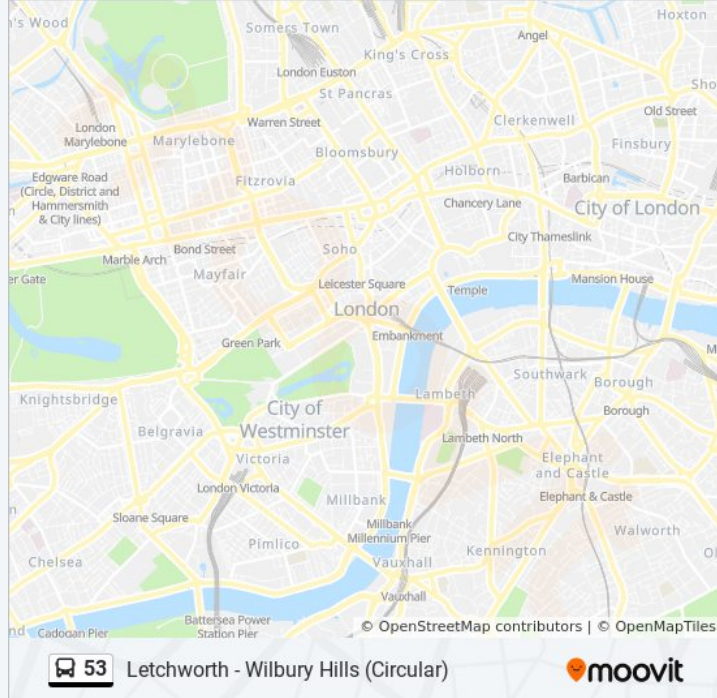 's Wood
Somers Town
Hoxton
Angel
King's Cross
London Euston
St Pancras
Sho
Old Street
London
Marylebone
Warren Street
Clerkenwell
Marylebone
Finsbury
Bloomsbury
Edgware Road
(Circle, District and
Hammersmith
& City lines)
Fitzrovia
Holborn
Barbican
Chancery Lane
City of London
City Thameslink
Soho
Bond Street
Marble Arch
Mayfair
er Gate
Leicester Square
Temple
Mansion House
London
Embankment
Green Park
M
Southwark
Borough
Knightsbridge
Lambeth
City of
Westminster
Borough
Belgravia
Lambeth North
Victoria
Elephant
and Castle
London Victoria
Elephant & Castle
n
Millbank
Sloane Square
Millbank
Millennium Pier
Walworth
Pimlico
Kennington
Ol
Chelsea
Vauxhall
Vauxhall
Battersea Power
Station Pier
nd
Cadogan Pier
© OpenStreetMap contributors | © OpenMapTiles
53 Letchworth - Wilbury Hills (Circular)
moovit